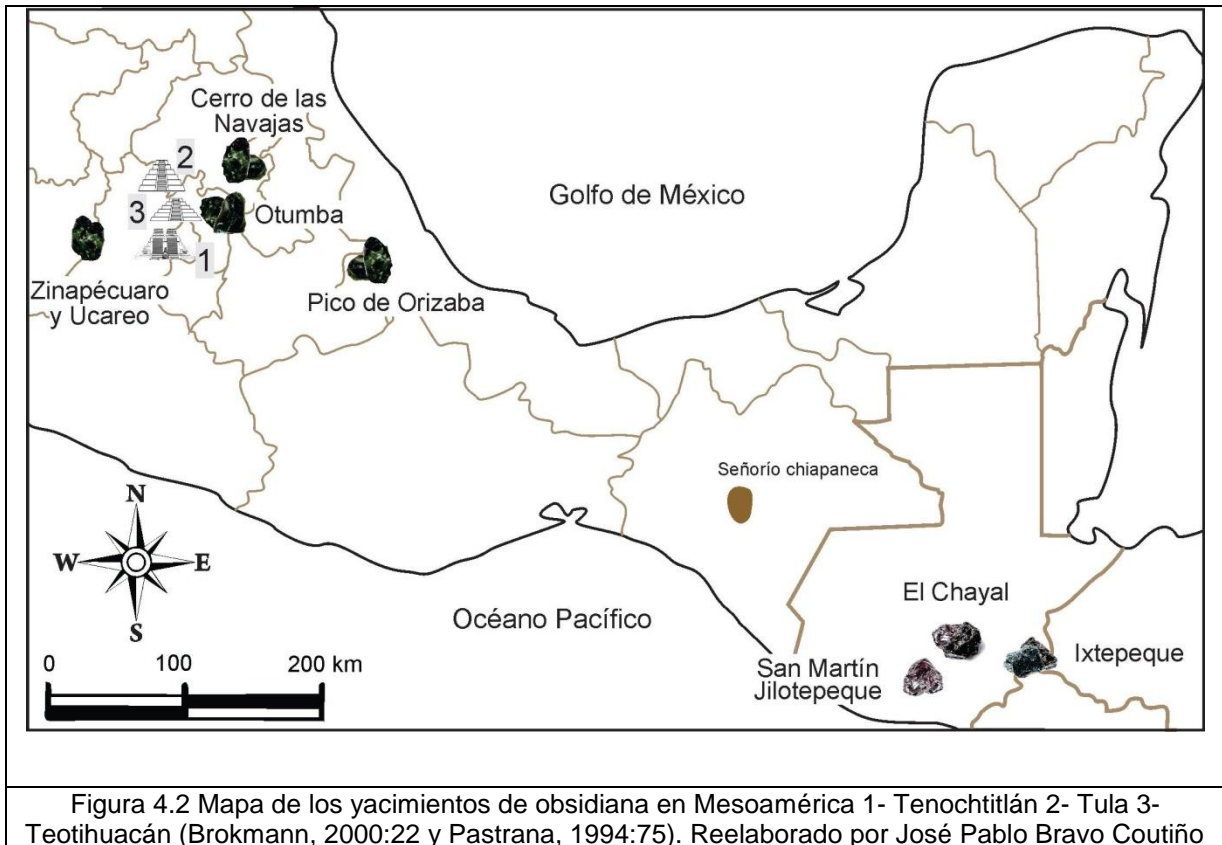 Cerro de las
Navajas
2
3
Otumba
1
Zinapécuaro
y Ucareo
Pico de Orizaba
Golfo de México
Señorío chiapaneca
N
W
E
S
Océano Pacífico
El Chayal
San Martín
Jilotepeque
Ixtepeque
0 100 200 km
Figura 4.2 Mapa de los yacimientos de obsidiana en Mesoamérica 1- Tenochtitlán 2- Tula 3-
Teotihuacán (Brokmann, 2000:22 y Pastrana, 1994:75). Reelaborado por José Pablo Bravo Coutiño